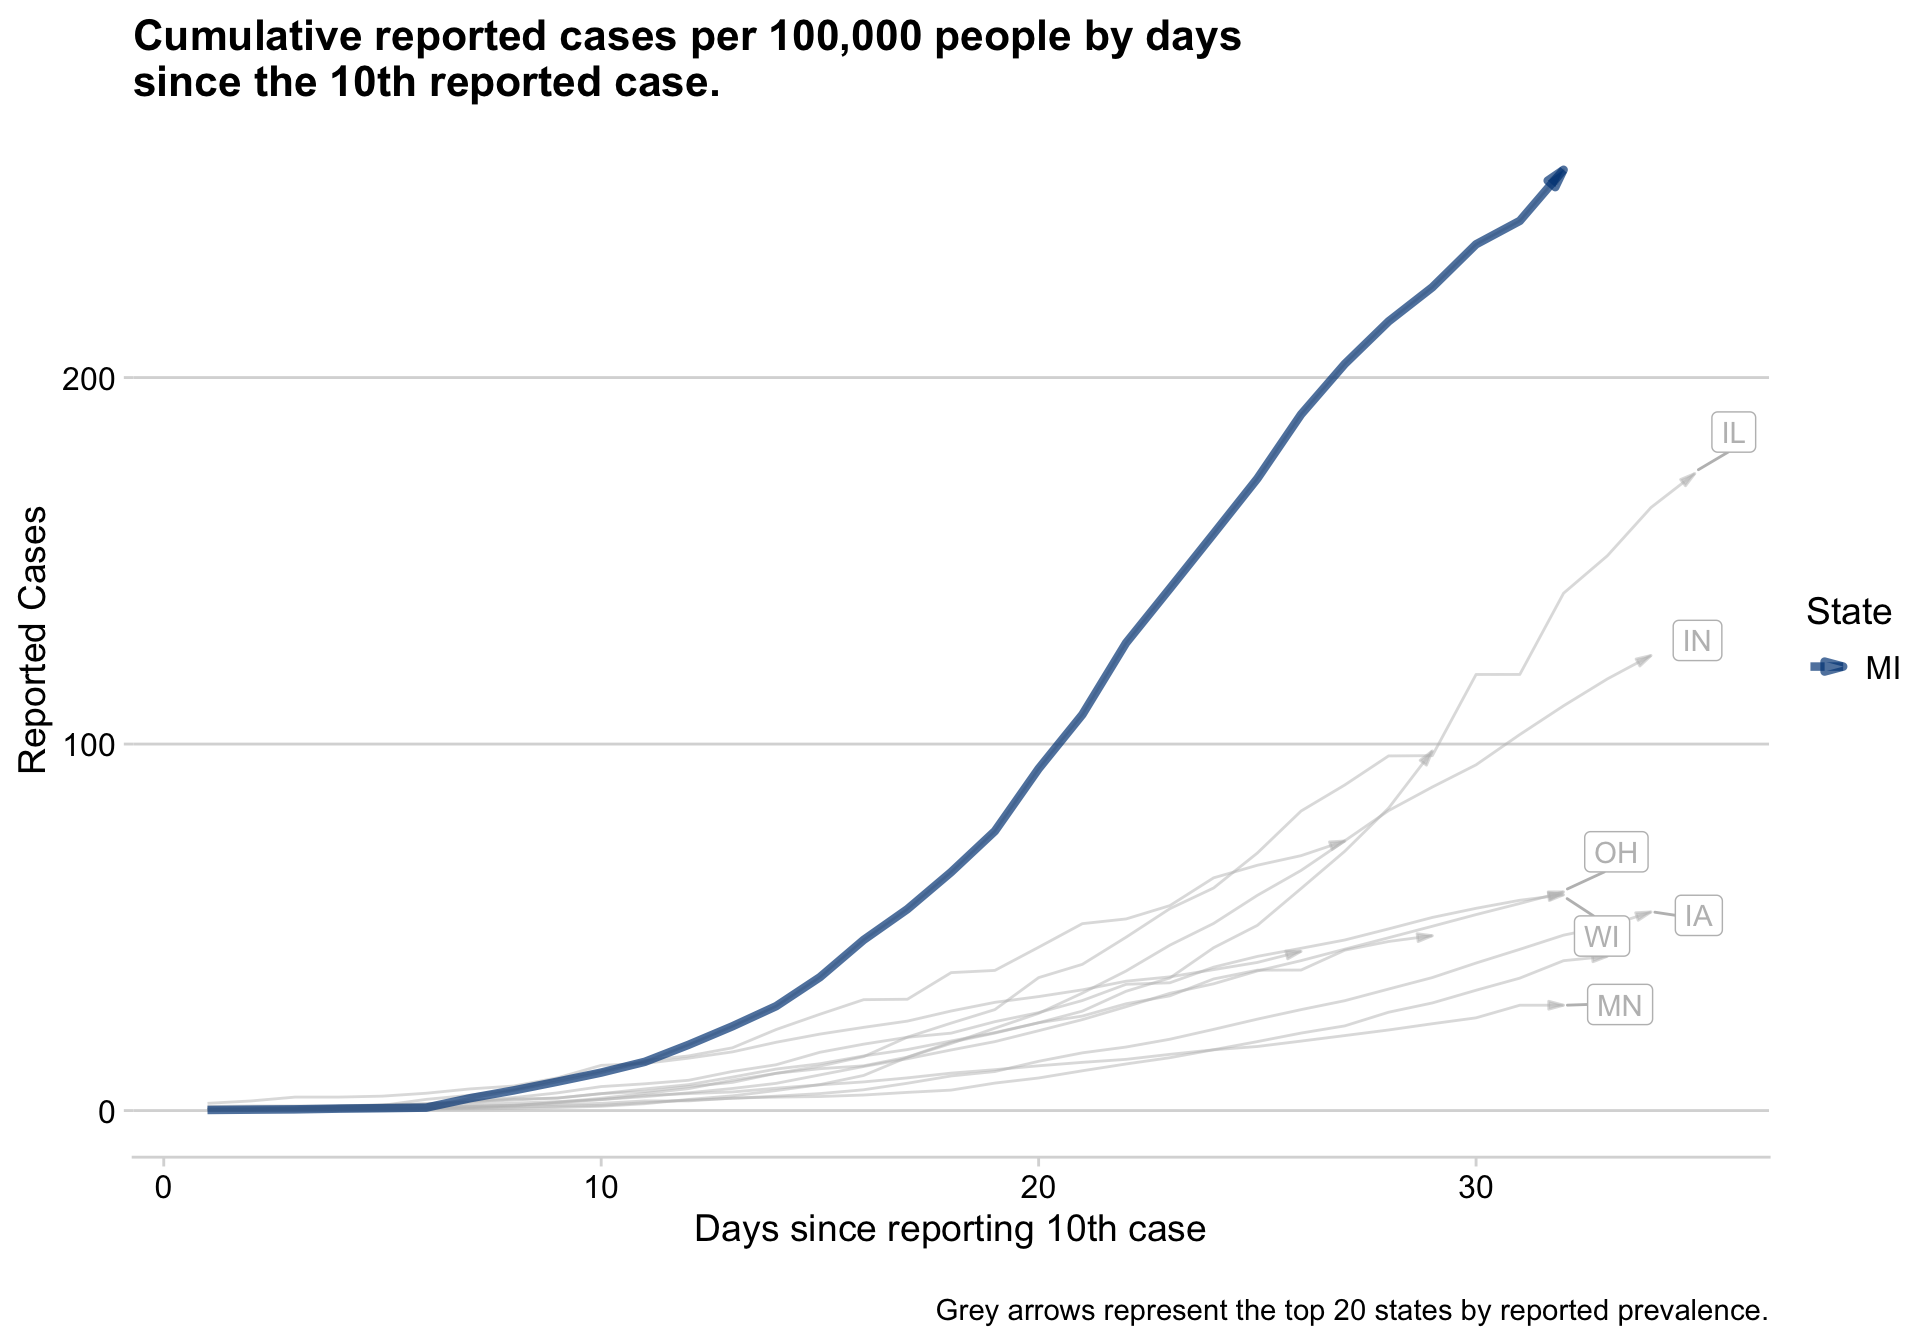 Cumulative reported cases per 100,000 people by days
since the 10th reported case.
Reported Cases
200
100
0
IL
IN
OH
IA
WI
MN
State
MI
0
10
20
30
Days since reporting 10th case
Grey arrows represent the top 20 states by reported prevalence.